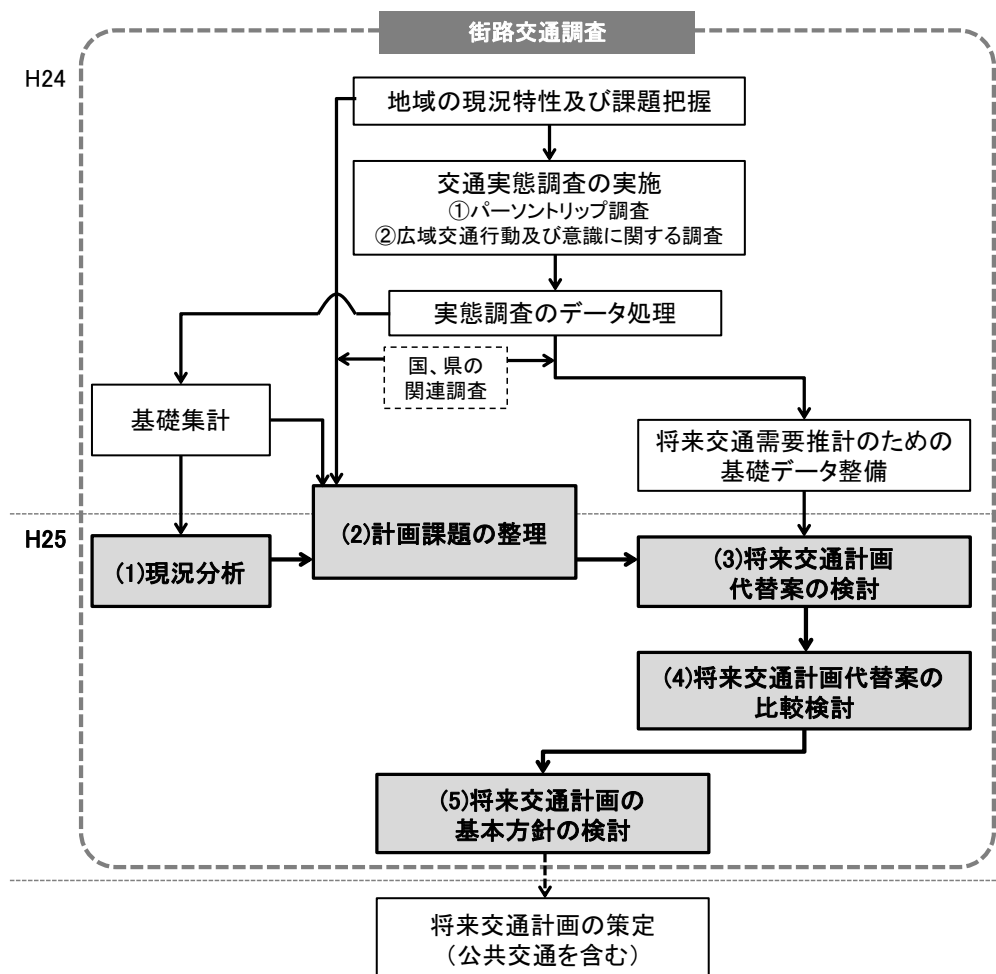 街路交通調査
H24
地域の現況特性及び課題把握
交通実態調査の実施
①パーソントリップ調査
②広域交通行動及び意識に関する調査
実態調査のデータ処理
国、県の
関連調査
基礎集計
将来交通需要推計のための
基礎データ整備
H25
(1)現況分析
(2)計画課題の整理
(3)将来交通計画
代替案の検討
(4)将来交通計画代替案の
比較検討
(5)将来交通計画の
基本方針の検討
将来交通計画の策定
(公共交通を含む)